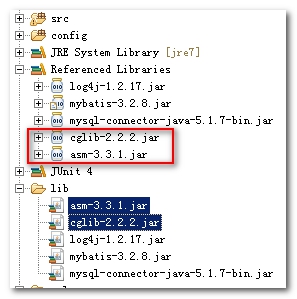 src
config
JRE System Library [jre7]
Referenced Libraries
log4j-1.2.17.jar
mybatis-3.2.8.jar
mysql-connector-java-5.1.7-bin.jar
cglib-2.2.2.jar
asm-3.3.1.jar
JUnit 4
lib
asm-3.3.1.jar
cglib-2.2.2.jar
log4j-1.2.17.jar
mybatis-3.2.8.jar
mysql-connector-java-5.1.7-bin.jar